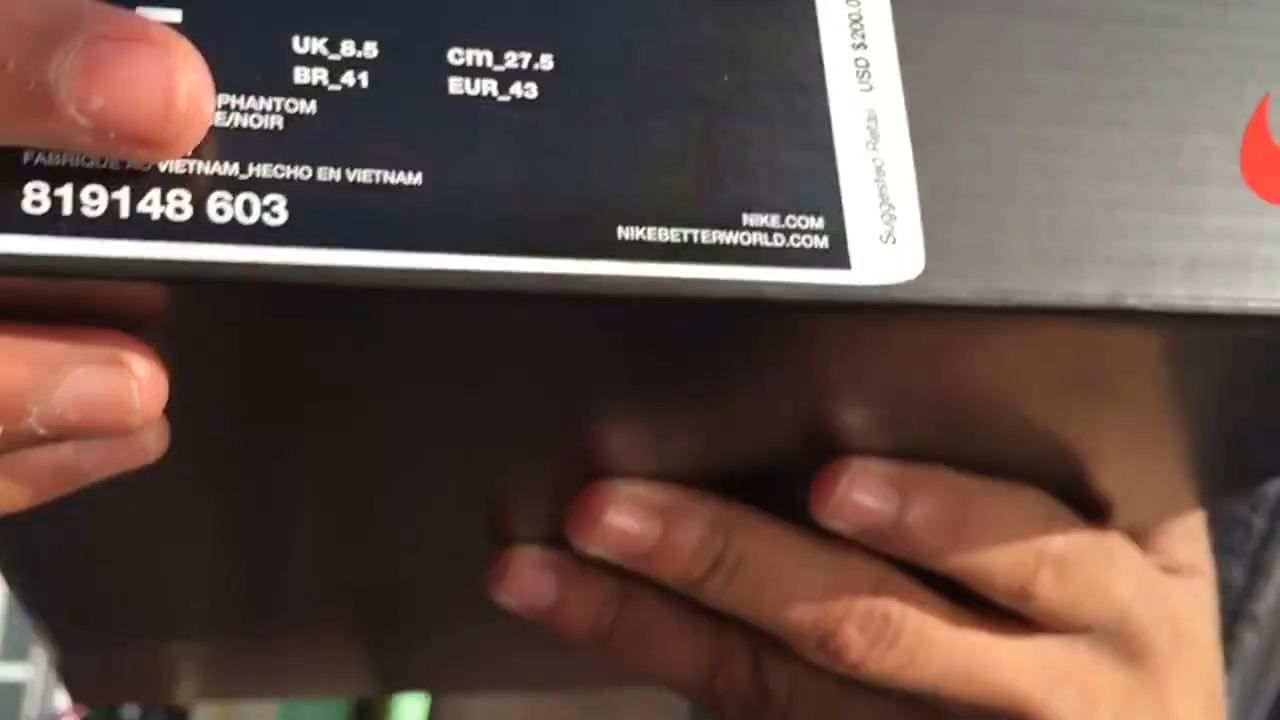 UK_8.5 cm_27.5
BR_41 EUR_43
PHANTOM
E/NOIR
FABRIQUE AU VIETNAM_HECHO EN VIETNAM
819148 603
NIKE.COM
NIKEBETTERWORLD.COM
Suggested Retail USD $200.0